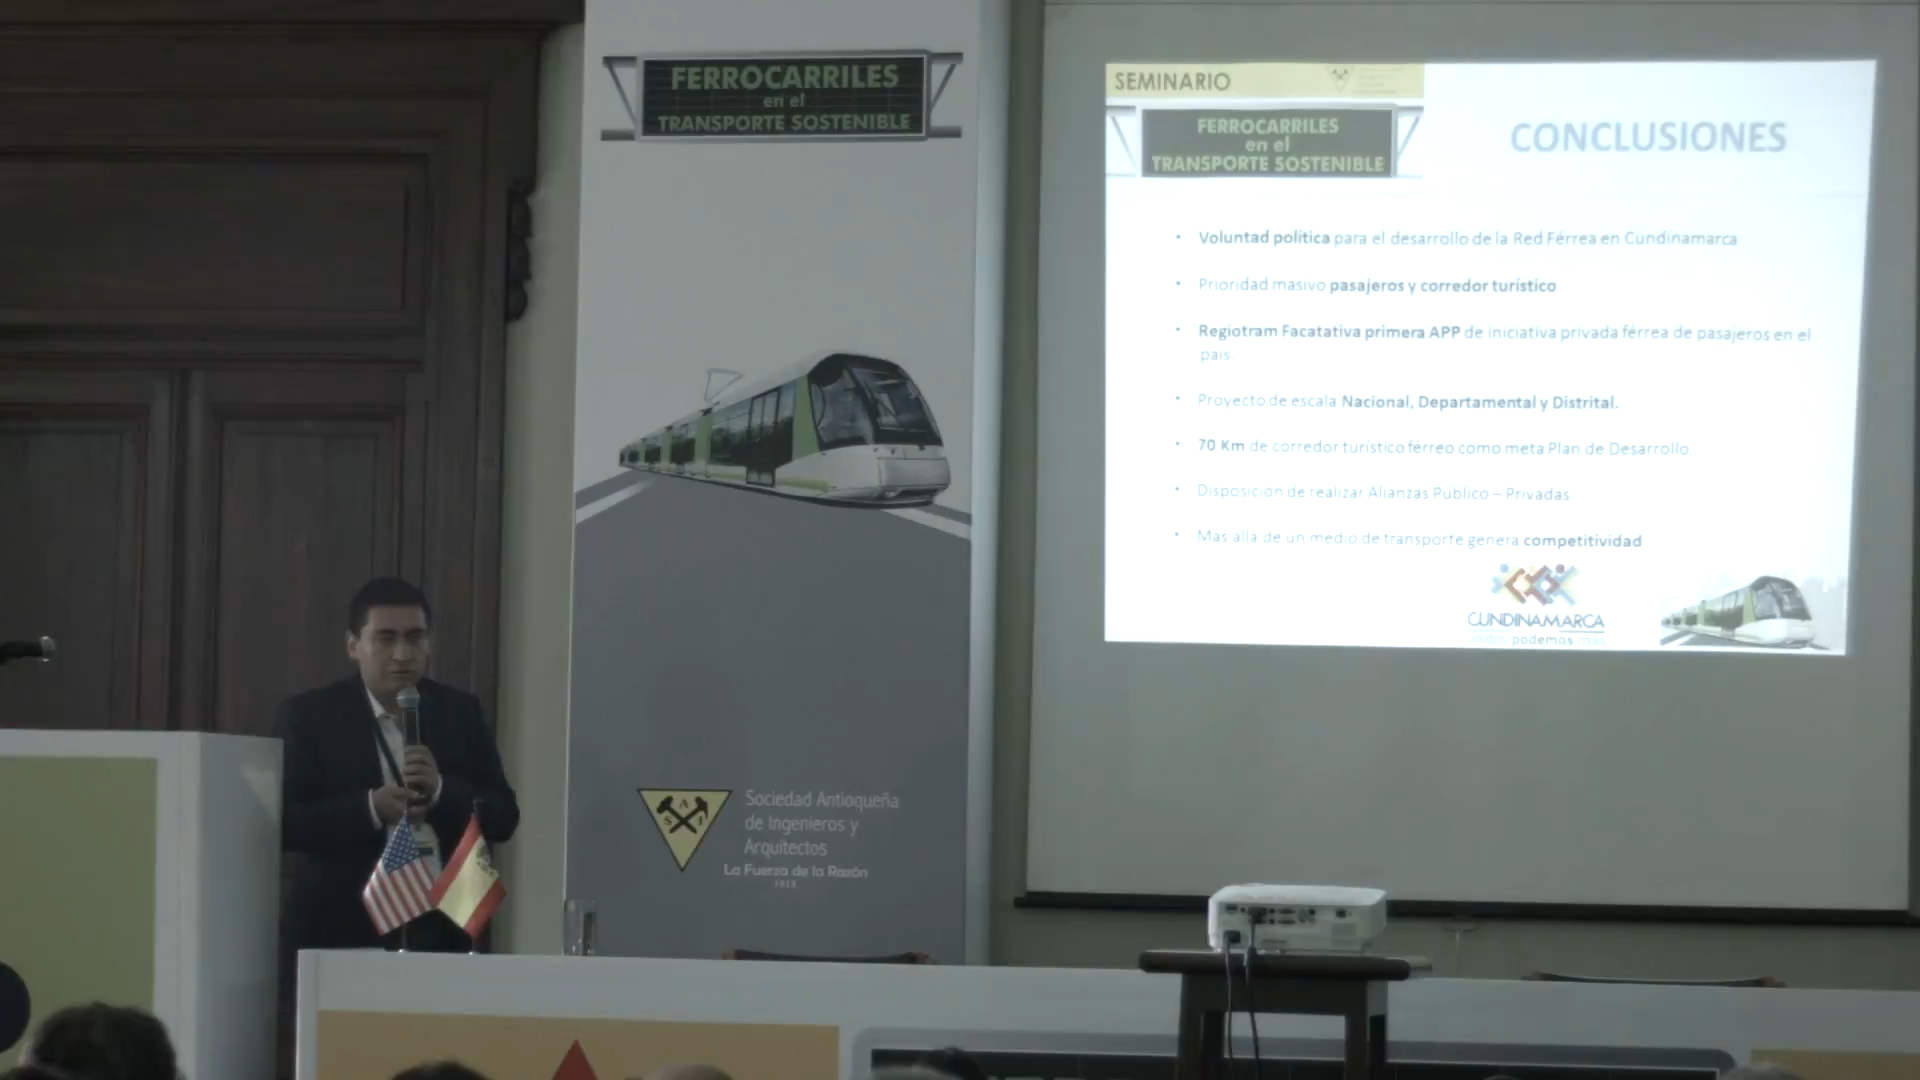 FERROCARRILES
en el
TRANSPORTE SOSTENIBLE
Sociedad Antioqueña
de Ingenieros y
Arquitectos
La Fuerza de la Razón
1913
A
S I
SEMINARIO
FERROCARRILES
en el
TRANSPORTE SOSTENIBLE
CONCLUSIONES
• Voluntad política para el desarrollo de la Red Férrea en Cundinamarca
• Prioridad masivo pasajeros y corredor turístico
• Regiotram Facatativa primera APP de iniciativa privada férrea de pasajeros en el
país.
• Proyecto de escala Nacional, Departamental y Distrital.
• 70 Km de corredor turístico férreo como meta Plan de Desarrollo.
• Disposición de realizar Alianzas Público – Privadas
• Mas alla de un medio de transporte genera competitividad
CUNDINAMARCA
podemos más